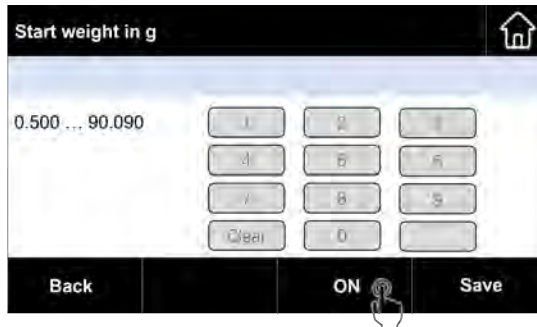 Start weight in g
0.500 ... 90.090
1 2 3
4 5 6
7 8 9
Clear 0
Back ON Save